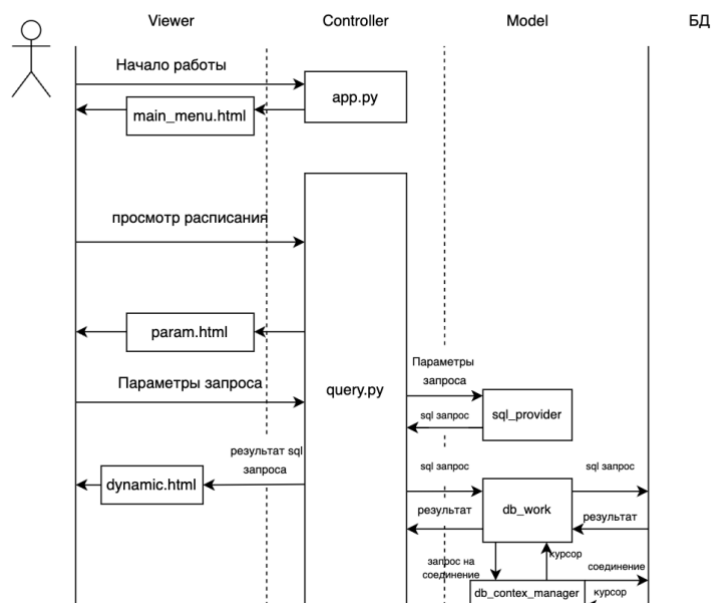 Viewer
Controller
Model
БД
Начало работы
app.py
main_menu.html
просмотр расписания
param.html
Параметры
запроса
Параметры запроса
query.py
sql_provider
sql запрос
результат sql
запроса
sql запрос
sql запрос
dynamic.html
результат
db_work
результат
запрос на
соединение
курсор
соединение
db_contex_manager
курсор